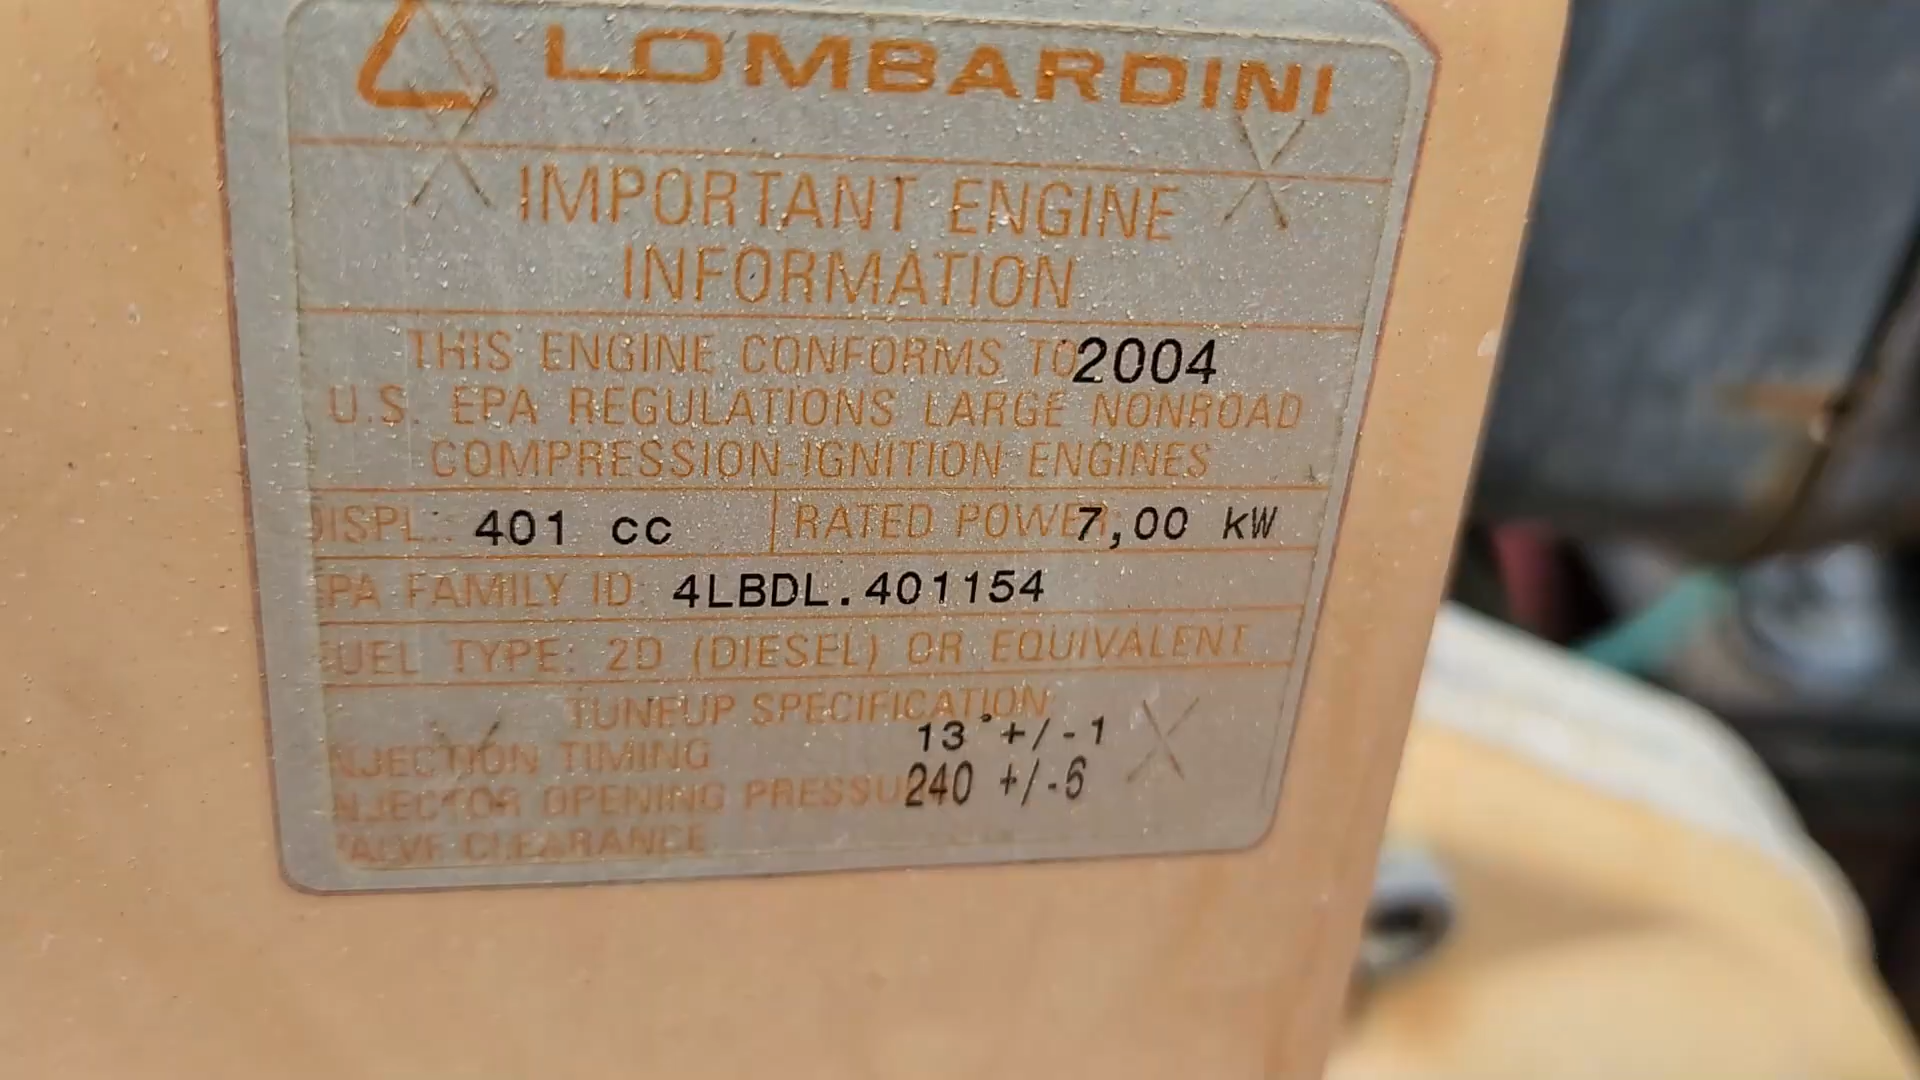 LOMBARDINI
IMPORTANT ENGINE
INFORMATION
THIS ENGINE CONFORMS TO 2004
U.S. EPA REGULATIONS LARGE NONROAD
COMPRESSION-IGNITION ENGINES
DISPL.: 401 cc RATED POWER 7,00 kW
EPA FAMILY ID: 4LBDL.401154
FUEL TYPE: 2D (DIESEL) OR EQUIVALENT
TUNEUP SPECIFICATION
INJECTION TIMING 13°+/-1
INJECTOR OPENING PRESSU 240 +/-5
VALVE CLEARANCE